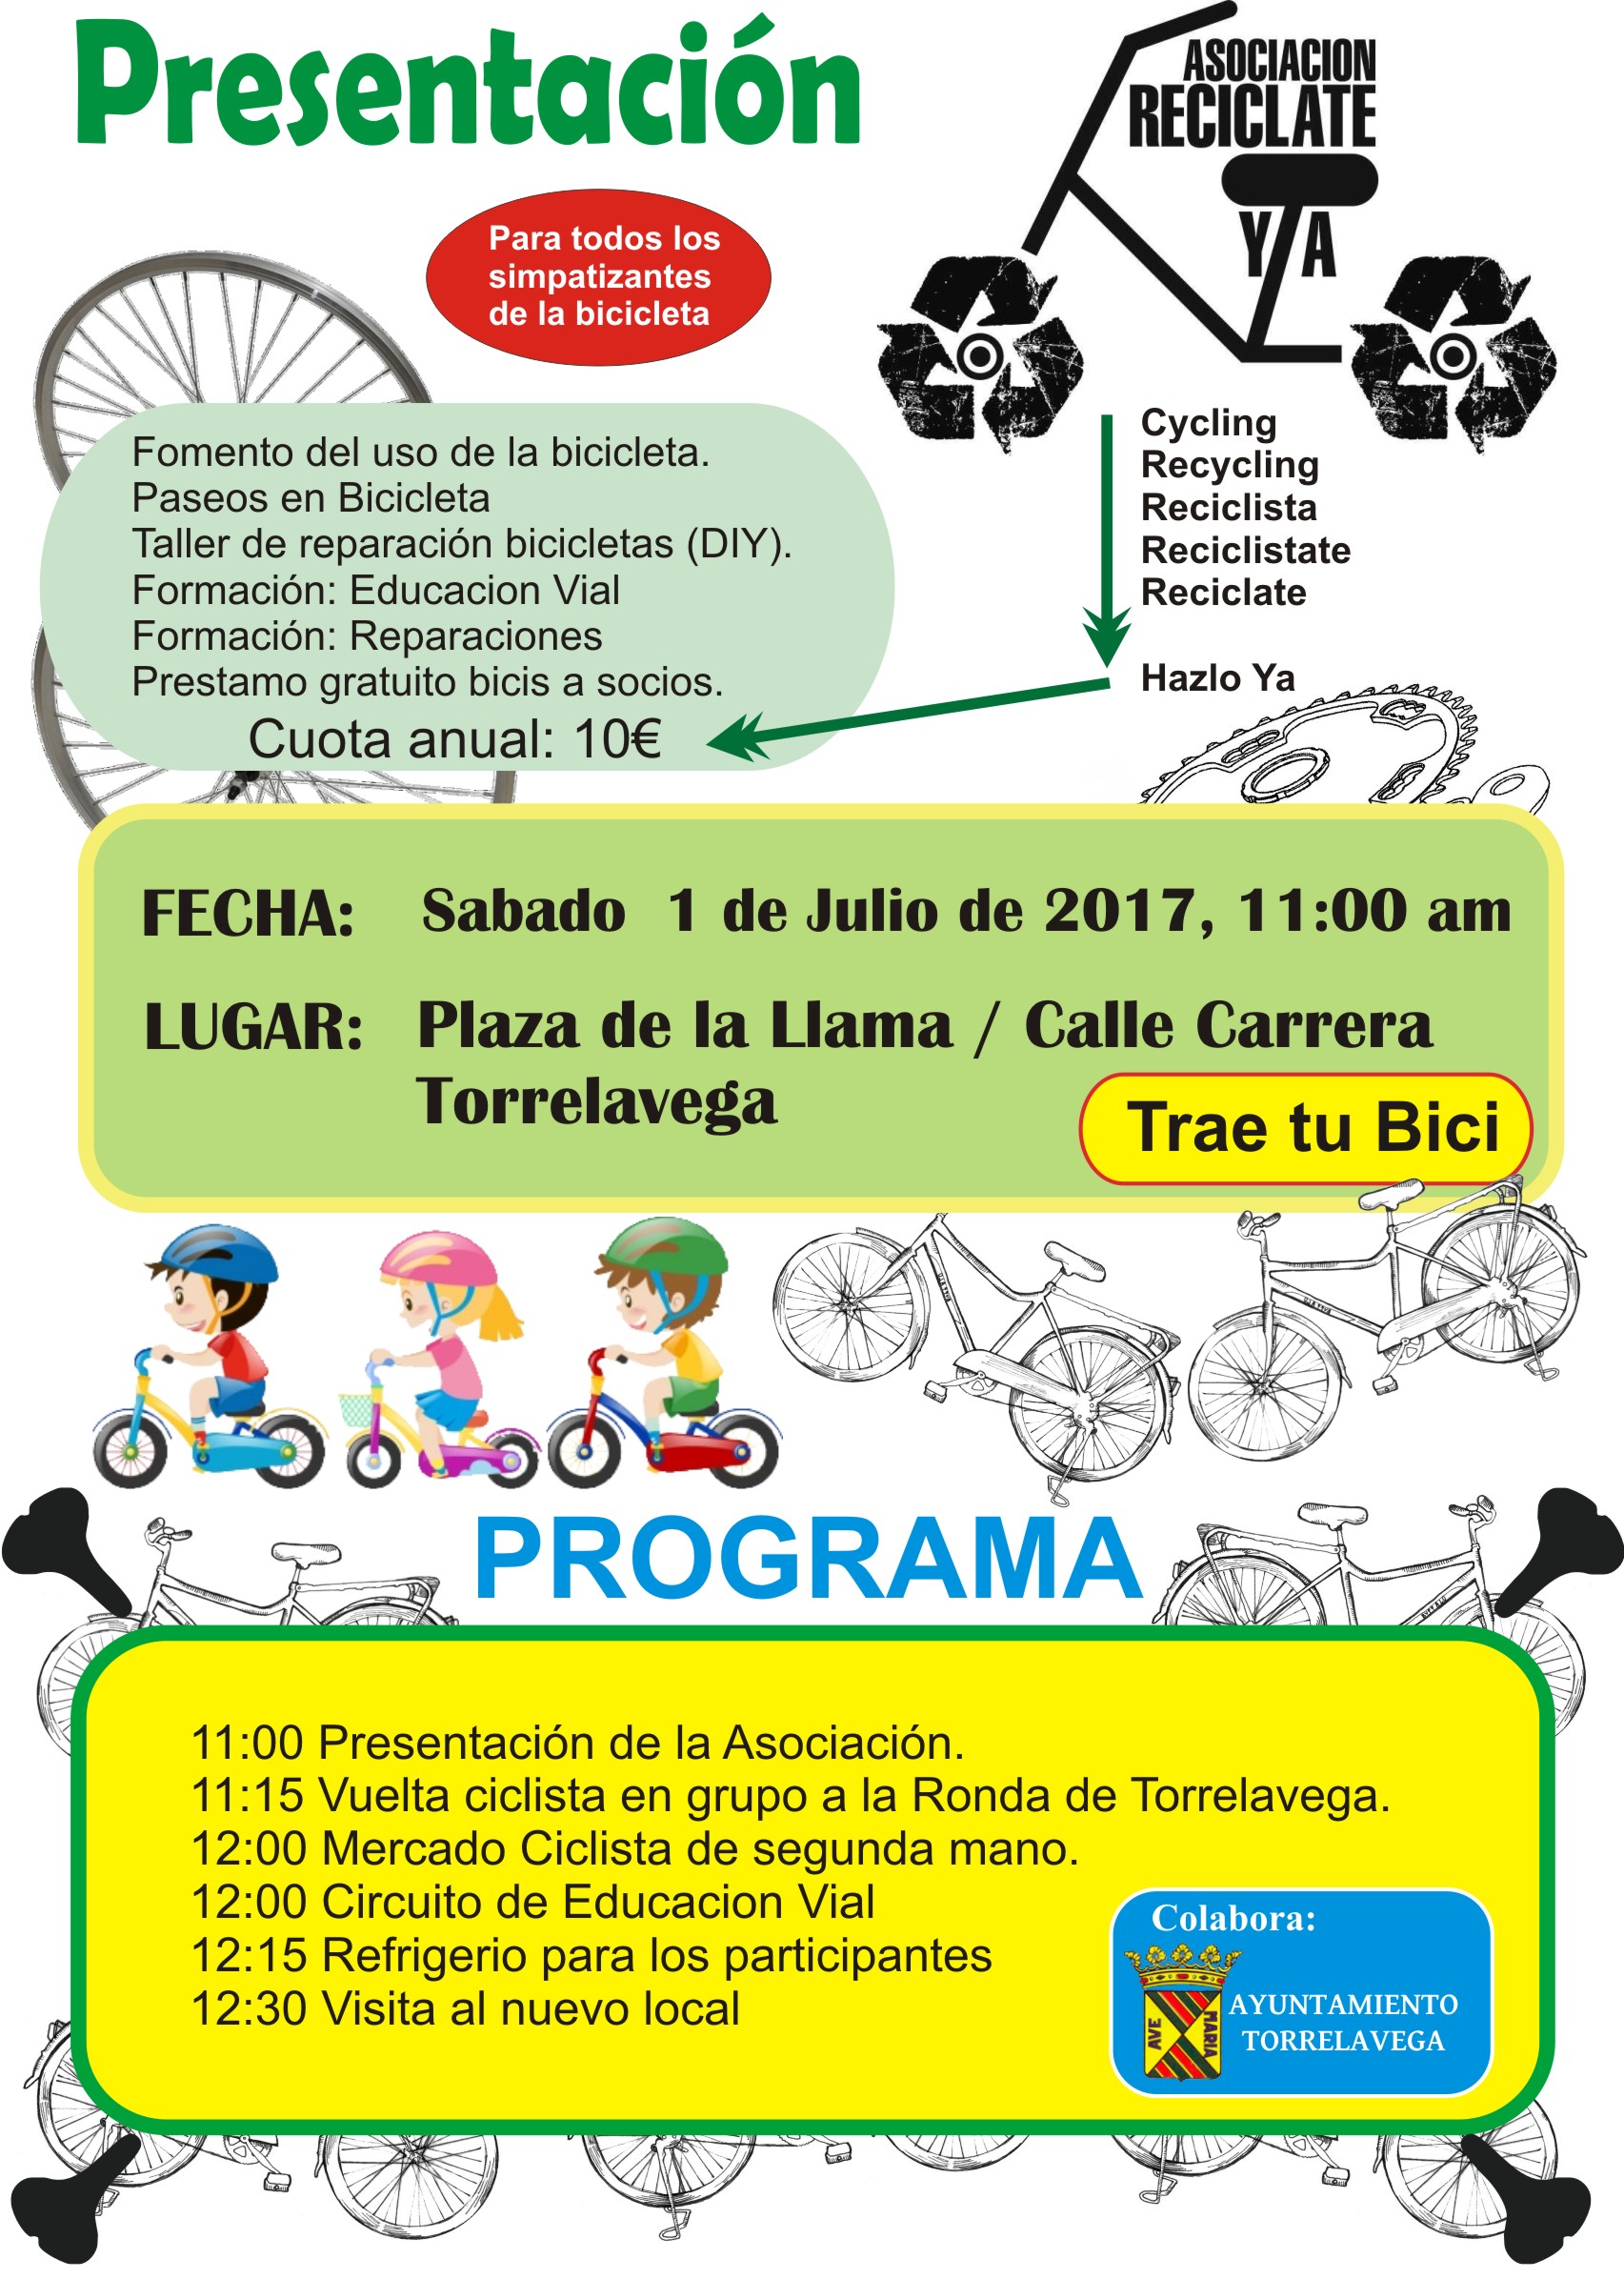 Presentación
ASOCIACION
RECICLATE
YA
Para todos los
simpatizantes
de la bicicleta
Cycling
Recycling
Reciclista
Reciclistate
Reciclate
Hazlo Ya
Fomento del uso de la bicicleta.
Paseos en Bicicleta
Taller de reparación bicicletas (DIY).
Formación: Educacion Vial
Formación: Reparaciones
Prestamo gratuito bicis a socios.
Cuota anual: 10€
FECHA: Sabado 1 de Julio de 2017, 11:00 am
LUGAR: Plaza de la Llama / Calle Carrera
Torrelavega
Trae tu Bici
PROGRAMA
11:00 Presentación de la Asociación.
11:15 Vuelta ciclista en grupo a la Ronda de Torrelavega.
12:00 Mercado Ciclista de segunda mano.
12:00 Circuito de Educacion Vial
12:15 Refrigerio para los participantes
12:30 Visita al nuevo local
Colabora:
AVE MARIA
AYUNTAMIENTO
TORRELAVEGA